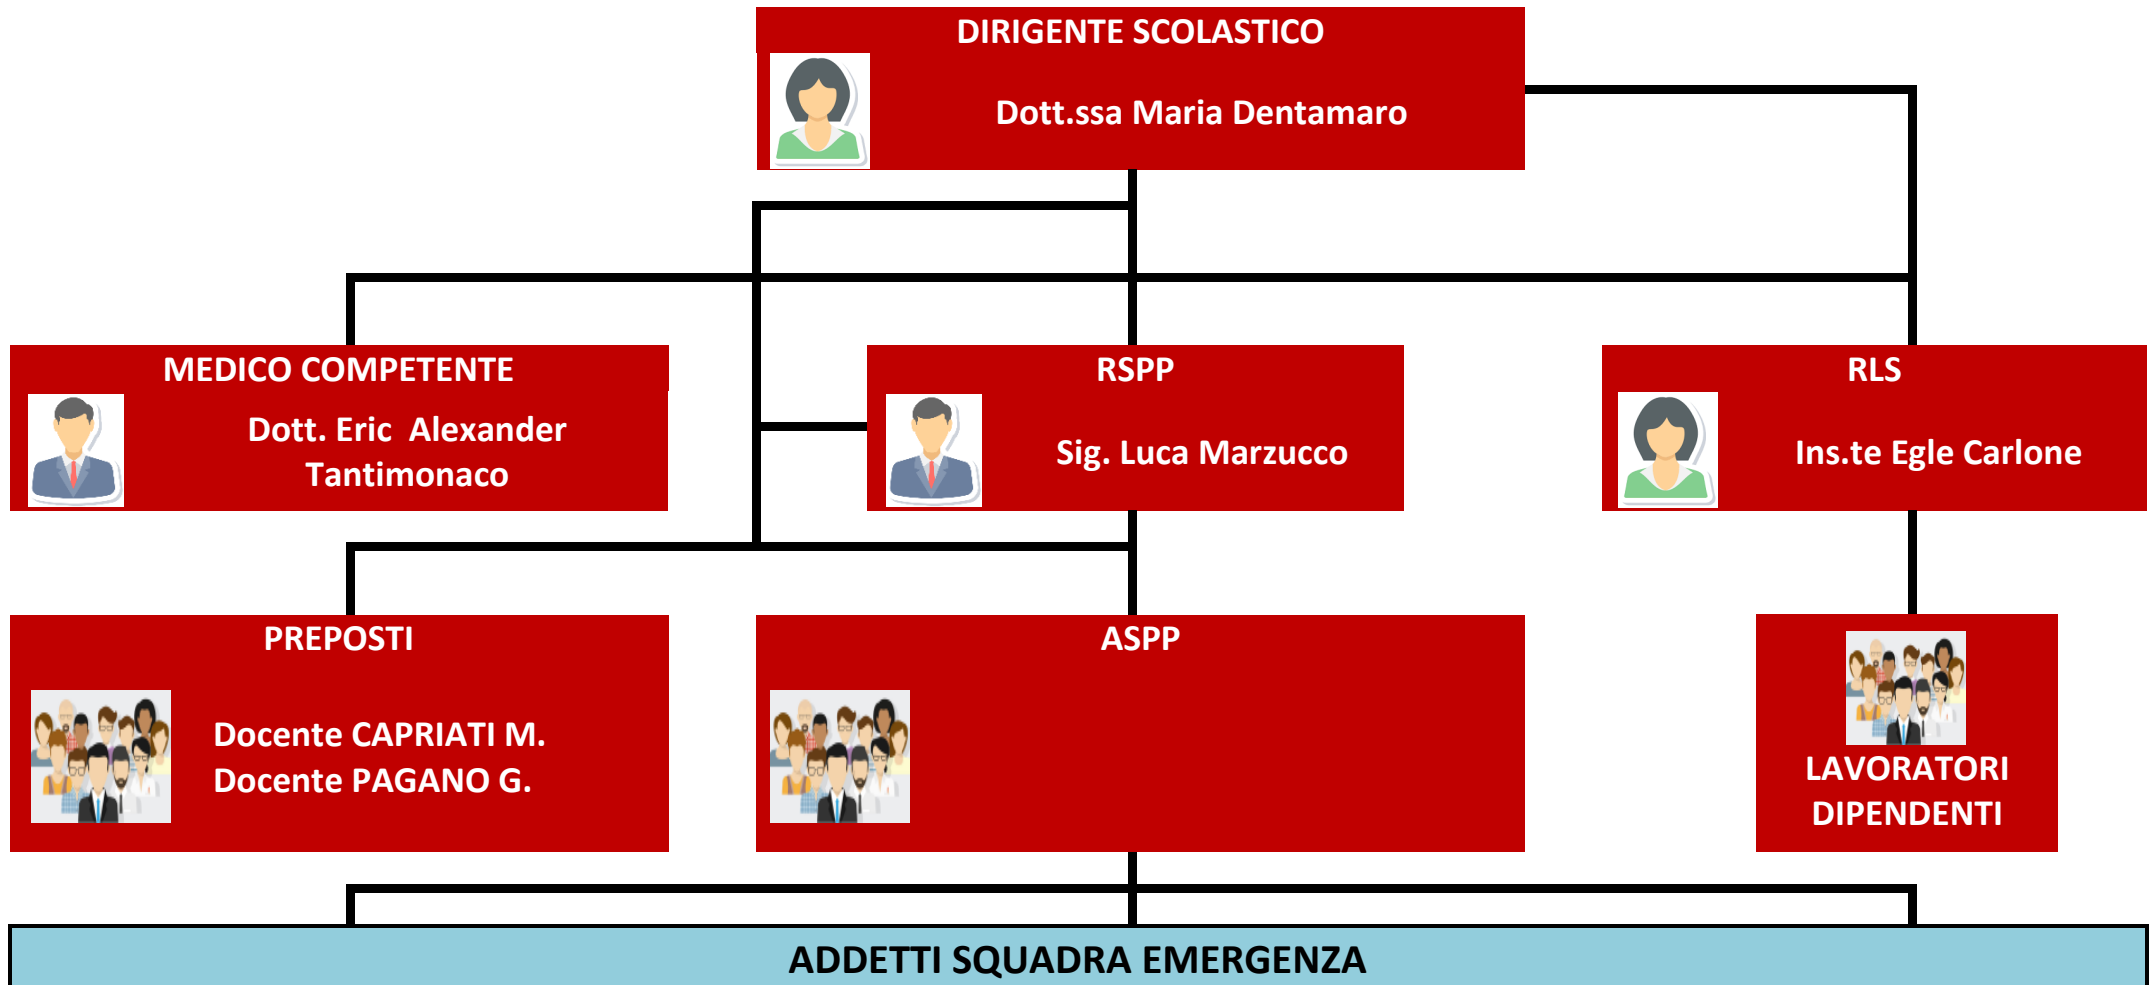 DIRIGENTE SCOLASTICO
Dott.ssa Maria Dentamaro
MEDICO COMPETENTE
Dott. Eric  Alexander
Tantimonaco
RSPP
Sig. Luca Marzucco
RLS
Ins.te Egle Carlone
PREPOSTI
Docente CAPRIATI M.
Docente PAGANO G.
ASPP
LAVORATORI
DIPENDENTI
ADDETTI SQUADRA EMERGENZA